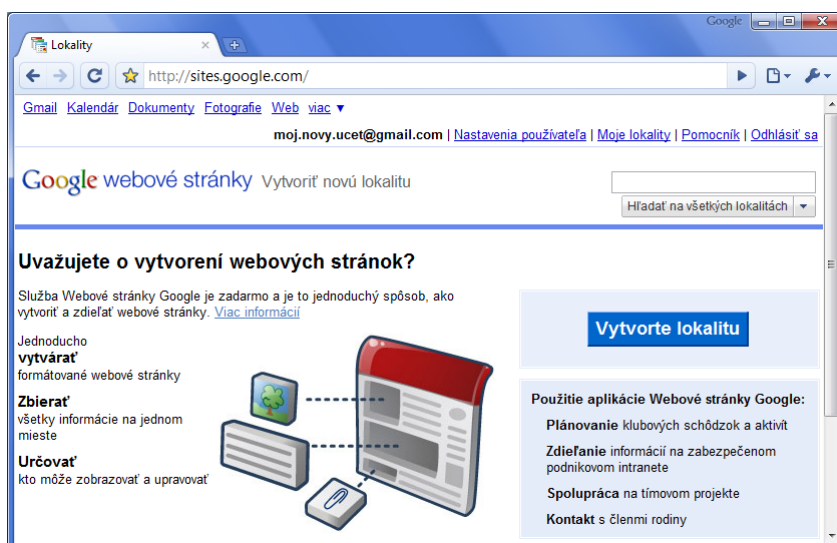 Google
Lokality
http://sites.google.com/
Gmail Kalendár Dokumenty Fotografie Web viac ▼
moj.novy.ucet@gmail.com | Nastavenia používateľa | Moje lokality | Pomocník | Odhlásiť sa
Google webové stránky Vytvoriť novú lokalitu
Hľadať na všetkých lokalitách
Uvažujete o vytvorení webových stránok?
Služba Webové stránky Google je zadarmo a je to jednoduchý spôsob, ako
vytvoriť a zdieľať webové stránky. Viac informácií
Jednoducho
vytvárať
formátované webové stránky
Zbierať
všetky informácie na jednom
mieste
Určovať
kto môže zobrazovať a upravovať
Vytvorte lokalitu
Použitie aplikácie Webové stránky Google:
Plánovanie klubových schôdzok a aktivít
Zdieľanie informácií na zabezpečenom
podnikovom intranete
Spolupráca na tímovom projekte
Kontakt s členmi rodiny